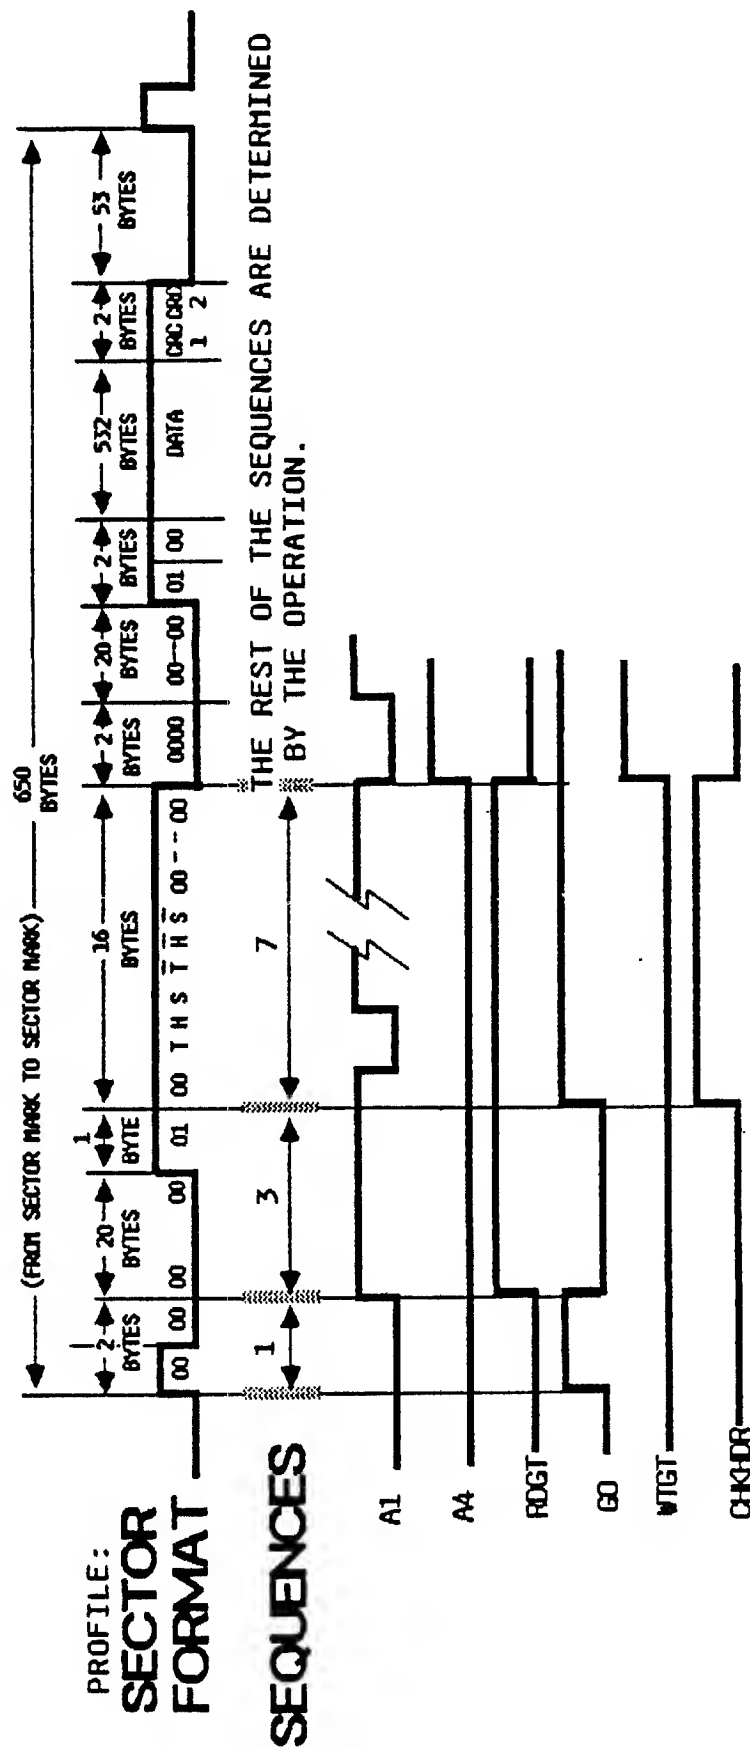 PROFILE:
SECTOR
FORMAT
(FROM SECTOR MARK TO SECTOR MARK)
650
BYTES
2
BYTES
20
BYTES
1
BYTE
16
BYTES
2
BYTES
20
BYTES
2
BYTES
532
BYTES
2
BYTES
53
BYTES
00 00 00 00 01 00 T H S T̅ H̅ S̅ 00 -- 00 0000 00--00 01 00 DATA CRC CRC
1 2
SEQUENCES
1 3 7
THE REST OF THE SEQUENCES ARE DETERMINED
BY THE OPERATION.
A1
A4
RDGT
GO
WTGT
CHKHDR